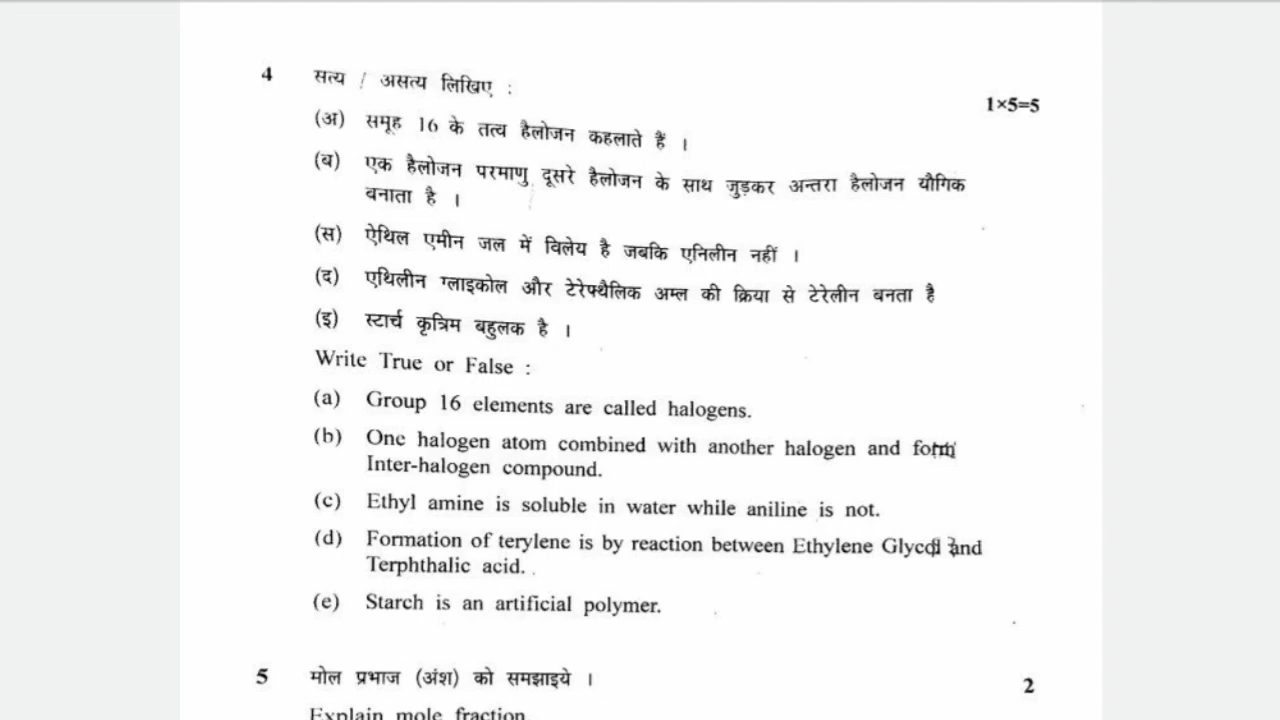 4 सत्य / असत्य लिखिए :
1×5=5
(अ) समूह 16 के तत्व हैलोजन कहलाते हैं ।
(ब) एक हैलोजन परमाणु दूसरे हैलोजन के साथ जुड़कर अन्तरा हैलोजन यौगिक
बनाता है ।
(स) ऐथिल एमीन जल में विलेय है जबकि एनिलीन नहीं ।
(द) एथिलीन ग्लाइकोल और टेरेफ्थैलिक अम्ल की क्रिया से टेरेलीन बनता है
(इ) स्टार्च कृत्रिम बहुलक है ।
Write True or False :
(a) Group 16 elements are called halogens.
(b) One halogen atom combined with another halogen and form
Inter-halogen compound.
(c) Ethyl amine is soluble in water while aniline is not.
(d) Formation of terylene is by reaction between Ethylene Glycol and
Terphthalic acid.
(e) Starch is an artificial polymer.
5 मोल प्रभाज (अंश) को समझाइये ।
2
Explain mole fraction.